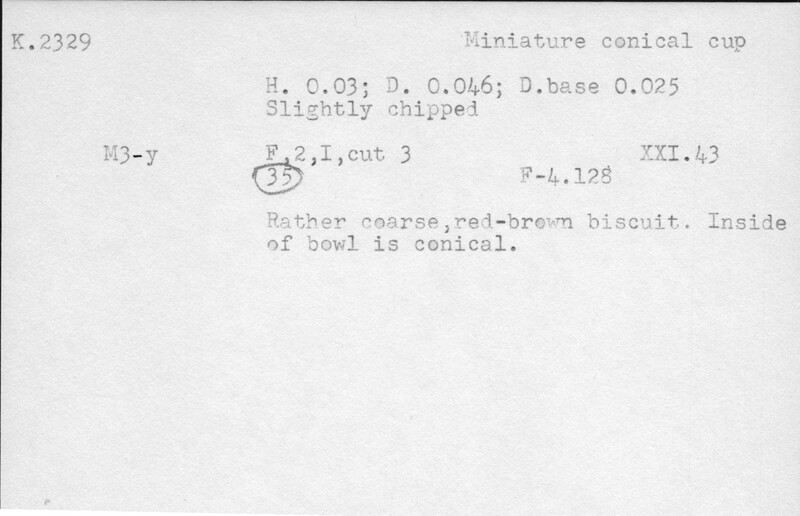 K.2329 Miniature conical cup
H. 0.03; D. 0.046; D.base 0.025
Slightly chipped
M3-y F,2,I,cut 3 XXI.43
35 F-4.128
Rather coarse,red-brown biscuit. Inside
of bowl is conical.